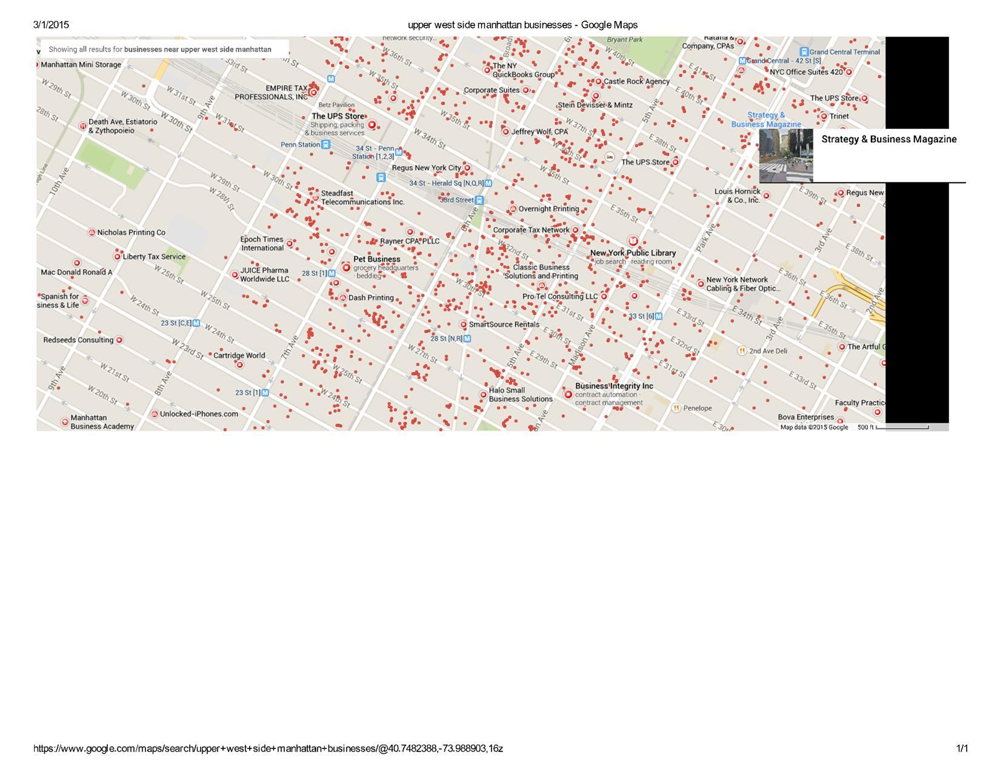 3/1/2015
upper west side manhattan businesses - Google Maps
Showing all results for businesses near upper west side manhattan
network security...
Bryant Park
Company, CPAs
Grand Central Terminal
Grand Central - 42 St [S]
Manhattan Mini Storage
33rd St
W 36th St
Broad
W 40th St
E 41st St
NYC Office Suites 420
The NY
QuickBooks Group
Castle Rock Agency
W 29th St
W 30th St
W 31st St
9th Ave
EMPIRE TAX
PROFESSIONALS, INC
W 35th St
Corporate Suites
E 40th St
The UPS Store
Betz Pavilion
Stein Devisser & Mintz
5th Ave
28th St
W 30th St
W 31st St
The UPS Store
Shipping, packing
& business services
W 35th St
Strategy &
Business Magazine
Trinet
Death Ave, Estiatorio
& Zythopoieio
Jeffrey Wolf, CPA
W 37th St
Strategy & Business Magazine
Penn Station
34 St - Penn
Station [1,2,3]
W 34th St
W 36th St
E 38th St
The UPS Store
Regus New York City
10th Ave
W 29th St
W 30th St
34 St - Herald Sq [N,Q,R]
W 35th St
W 28th St
Steadfast
Telecommunications Inc.
33rd Street
Louis Hornick
& Co., Inc.
E 39th St
Regus New
Overnight Printing
E 35th St
6th Ave
Nicholas Printing Co
Corporate Tax Network
Park Ave
3rd Ave
Epoch Times
International
Rayner CPA, PLLC
W 32nd St
New York Public Library
job search · reading room
E 38th St
Liberty Tax Service
Pet Business
grocery headquarters
· bedding
Classic Business
Solutions and Printing
Mac Donald Ronald A
W 25th St
JUICE Pharma
Worldwide LLC
28 St [1]
E 36th St
New York Network
Cabling & Fiber Optic...
W 30th St
Spanish for
siness & Life
W 24th St
W 25th St
Dash Printing
Pro Tel Consulting LLC
E 36th St
2nd Ave
E 31st St
33 St [6]
E 33rd St
E 34th St
23 St [C,E]
W 24th St
SmartSource Rentals
3rd Ave
E 35th St
Redseeds Consulting
W 23rd St
7th Ave
28 St [N,R]
E 30th St
Madison Ave
E 32nd St
2nd Ave Deli
The Artful G
Cartridge World
W 27th St
5th Ave
E 29th St
E 31st St
W 21st St
9th Ave
8th Ave
W 25th St
E 33rd St
W 20th St
23 St [1]
W 24th St
Halo Small
Business Solutions
Business Integrity Inc
contract automation ·
contract management
Penelope
Faculty Practic
Manhattan
Business Academy
Unlocked-iPhones.com
Bova Enterprises
Map data ©2015 Google
500 ft
https://www.google.com/maps/search/upper+west+side+manhattan+businesses/@40.7482388,-73.988903,16z
1/1